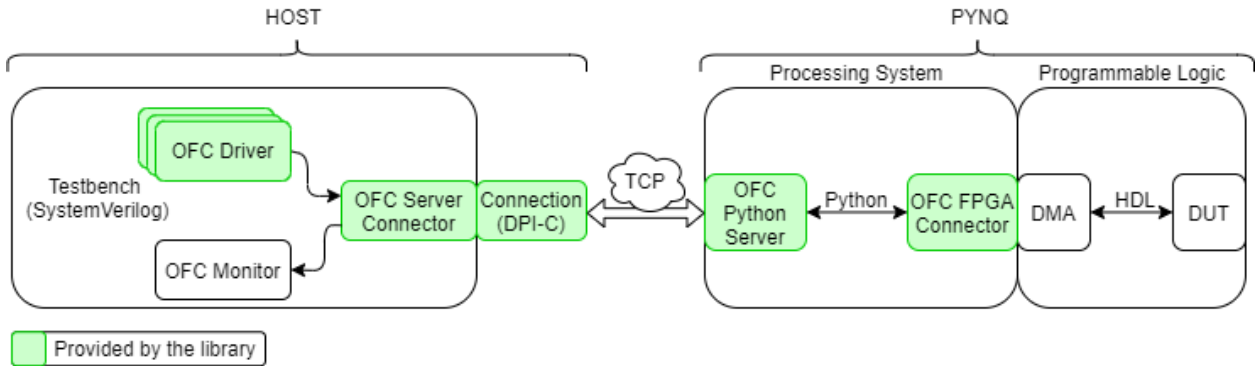 HOST
PYNQ
Processing System
Programmable Logic
OFC Driver
Testbench
(SystemVerilog)
OFC Server
Connector
Connection
(DPI-C)
OFC Monitor
TCP
OFC
Python
Server
Python
OFC FPGA
Connector
DMA
HDL
DUT
Provided by the library